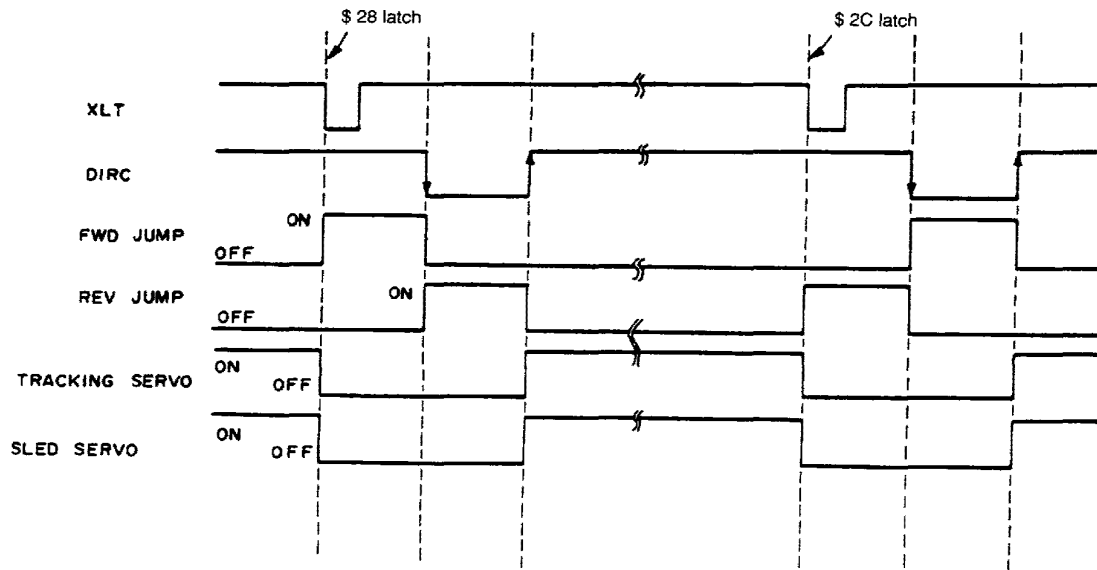 $ 28 latch
$ 2C latch
XLT
DIRC
ON
FWD JUMP
OFF
REV JUMP
ON
OFF
ON
TRACKING SERVO
OFF
ON
SLED SERVO
OFF